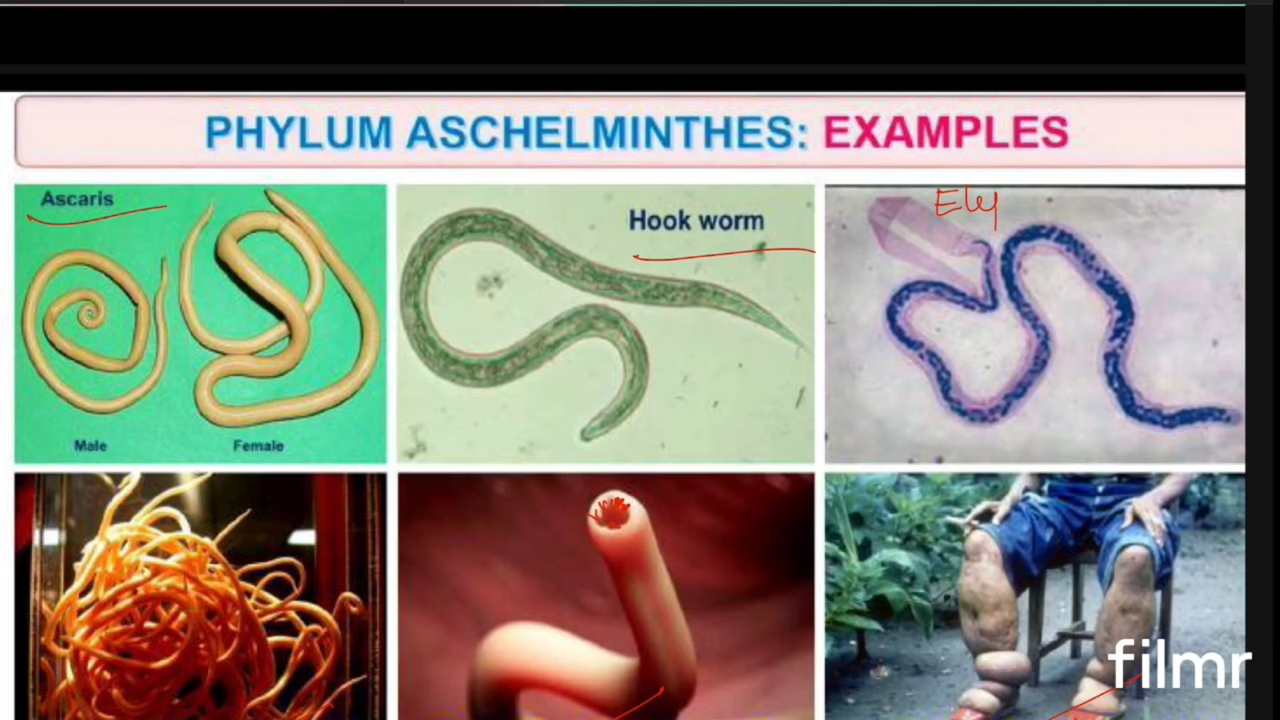 PHYLUM ASCHELMINTHES: EXAMPLES
Ascaris
Hook worm
Male
Female
filmr